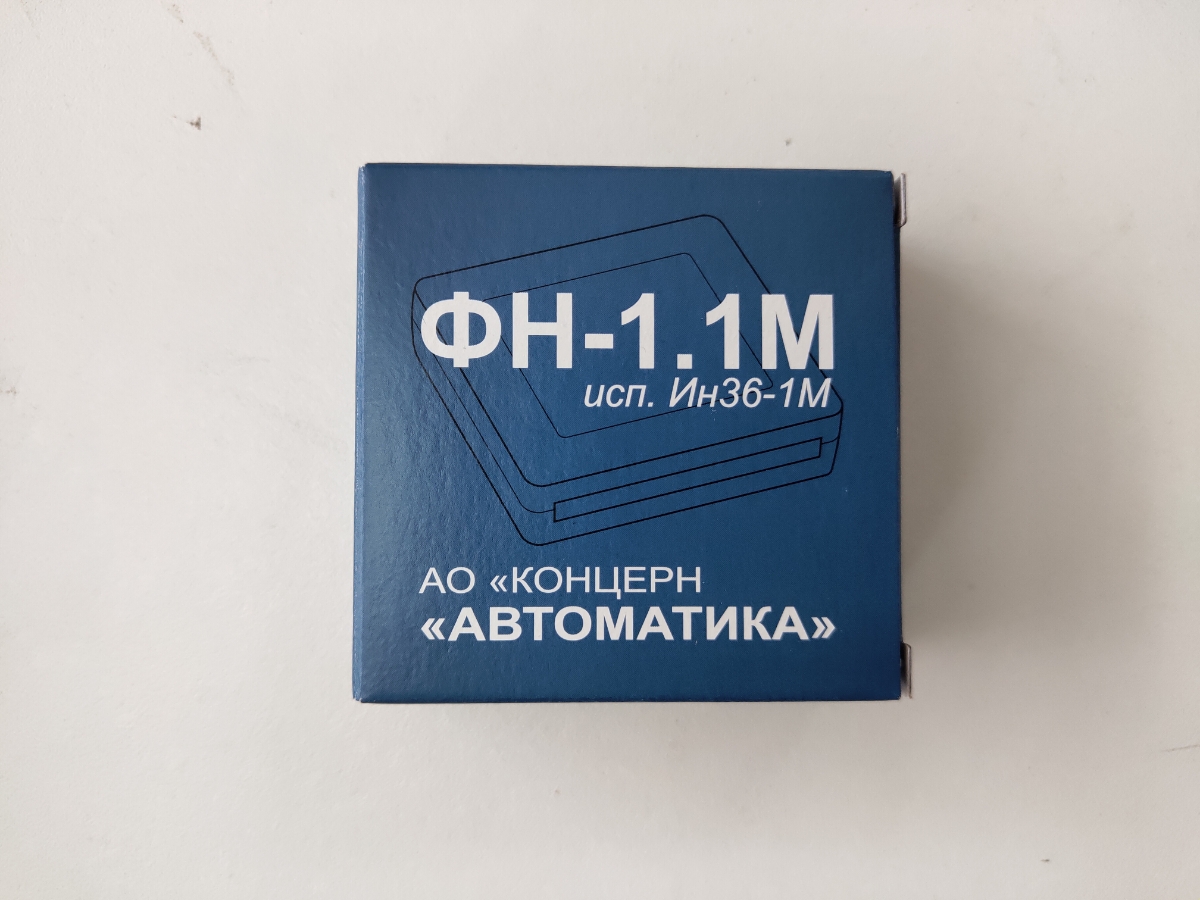 ФН-1.1М
исп. Ин36-1М
АО «КОНЦЕРН
«АВТОМАТИКА»